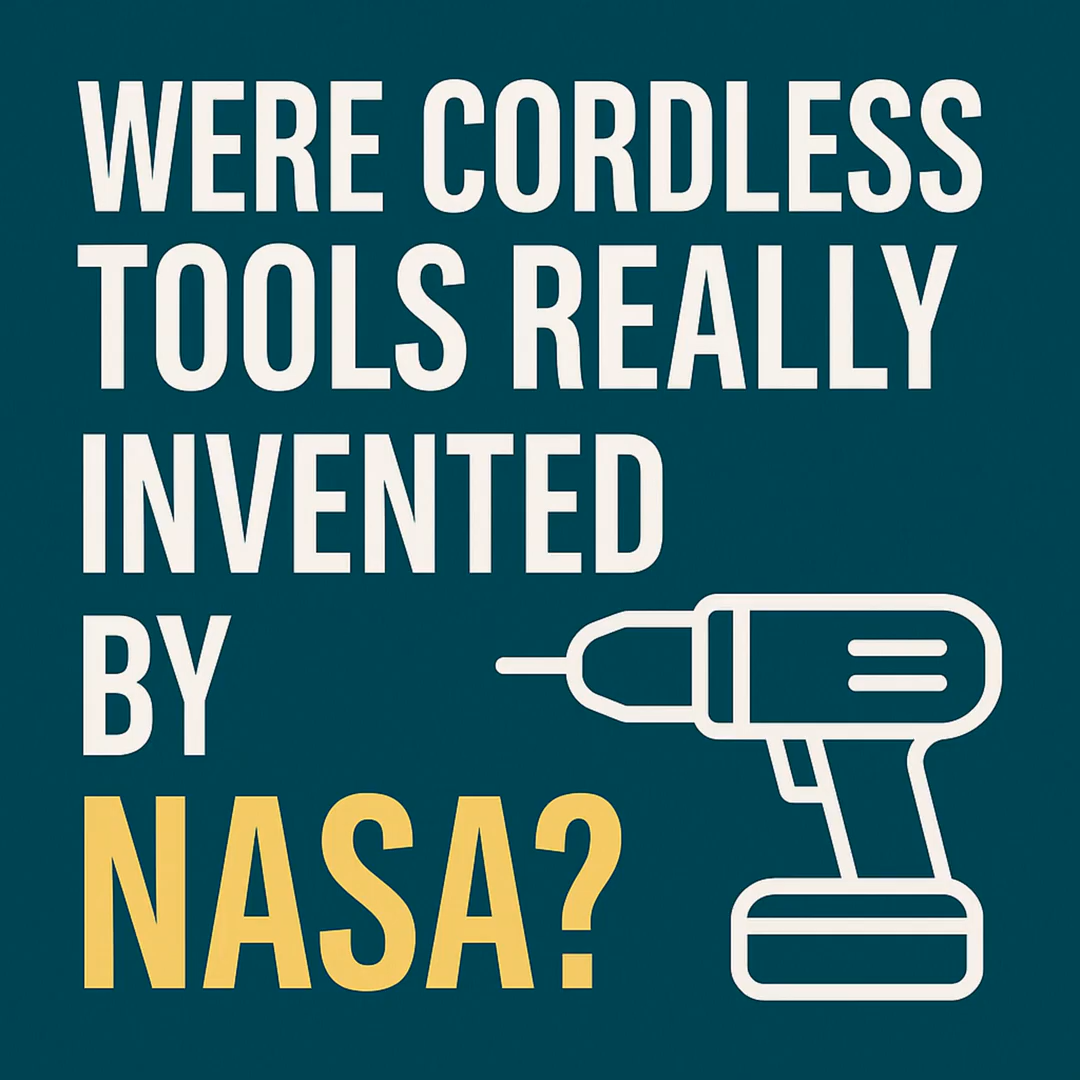 WERE CORDLESS
TOOLS REALLY
INVENTED
BY
NASA?